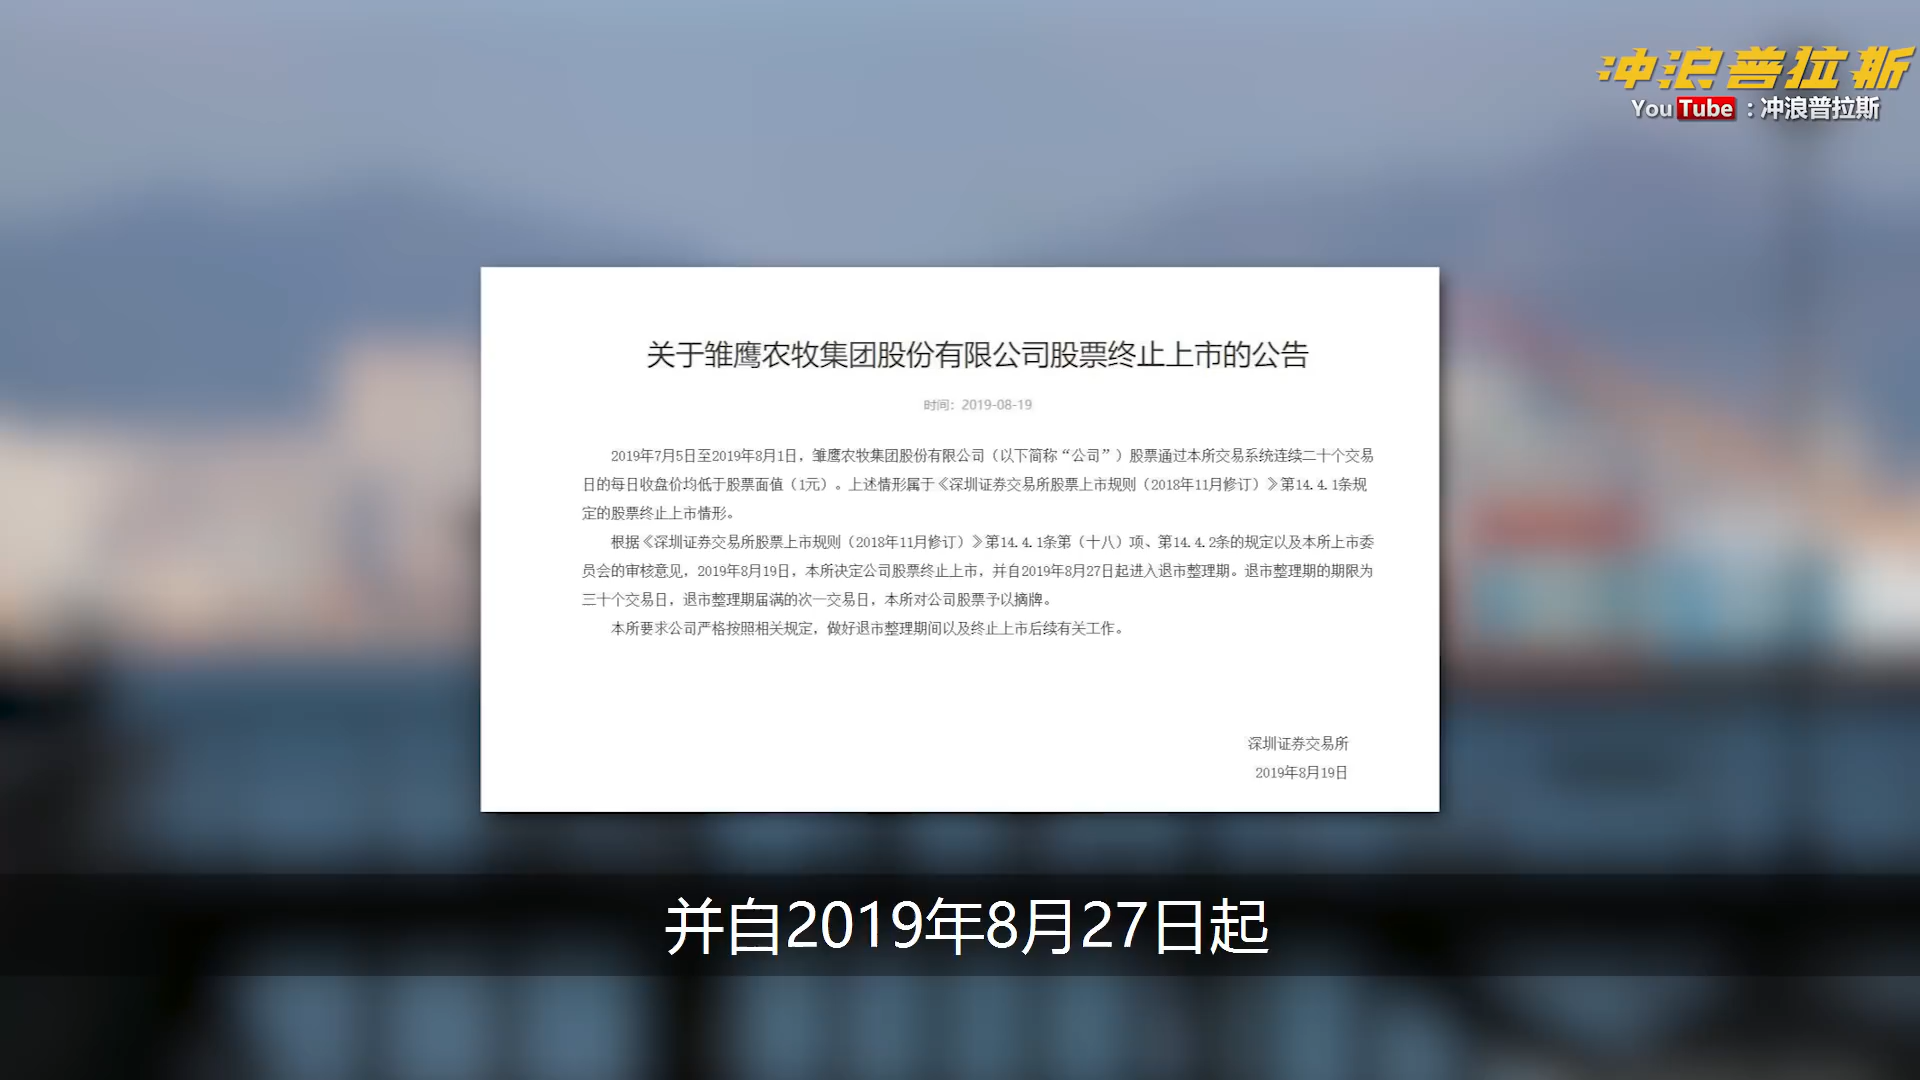 冲浪普拉斯
YouTube：冲浪普拉斯
关于雏鹰农牧集团股份有限公司股票终止上市的公告
时间：2019-08-19
2019年7月5日至2019年8月1日，雏鹰农牧集团股份有限公司（以下简称“公司”）股票通过本所交易系统连续二十个交易
日的每日收盘价均低于股票面值（1元）。上述情形属于《深圳证券交易所股票上市规则（2018年11月修订）》第14.4.1条规
定的股票终止上市情形。
根据《深圳证券交易所股票上市规则（2018年11月修订）》第14.4.1条第（十八）项、第14.4.2条的规定以及本所上市委
员会的审核意见，2019年8月19日，本所决定公司股票终止上市，并自2019年8月27日起进入退市整理期。退市整理期的期限为
三十个交易日，退市整理期届满的次一交易日，本所对公司股票予以摘牌。
本所要求公司严格按照相关规定，做好退市整理期间以及终止上市后续有关工作。
深圳证券交易所
2019年8月19日
并自2019年8月27日起